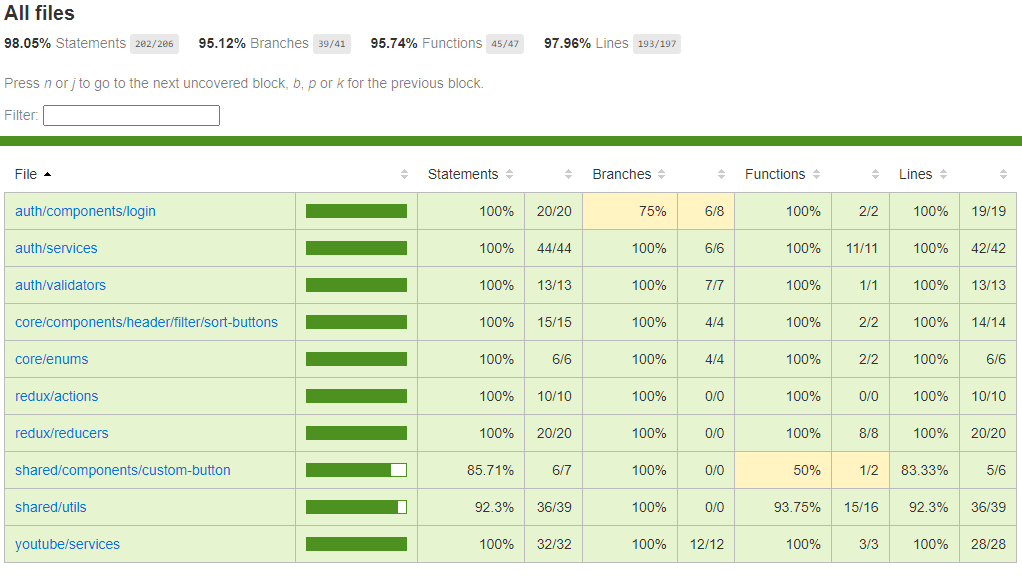 All files
98.05% Statements 202/206 95.12% Branches 39/41 95.74% Functions 45/47 97.96% Lines 193/197
Press n or j to go to the next uncovered block, b, p or k for the previous block.
Filter:
File Statements Branches Functions Lines
auth/components/login 100% 20/20 75% 6/8 100% 2/2 100% 19/19
auth/services 100% 44/44 100% 6/6 100% 11/11 100% 42/42
auth/validators 100% 13/13 100% 7/7 100% 1/1 100% 13/13
core/components/header/filter/sort-buttons 100% 15/15 100% 4/4 100% 2/2 100% 14/14
core/enums 100% 6/6 100% 4/4 100% 2/2 100% 6/6
redux/actions 100% 10/10 100% 0/0 100% 0/0 100% 10/10
redux/reducers 100% 20/20 100% 0/0 100% 8/8 100% 20/20
shared/components/custom-button 85.71% 6/7 100% 0/0 50% 1/2 83.33% 5/6
shared/utils 92.3% 36/39 100% 0/0 93.75% 15/16 92.3% 36/39
youtube/services 100% 32/32 100% 12/12 100% 3/3 100% 28/28